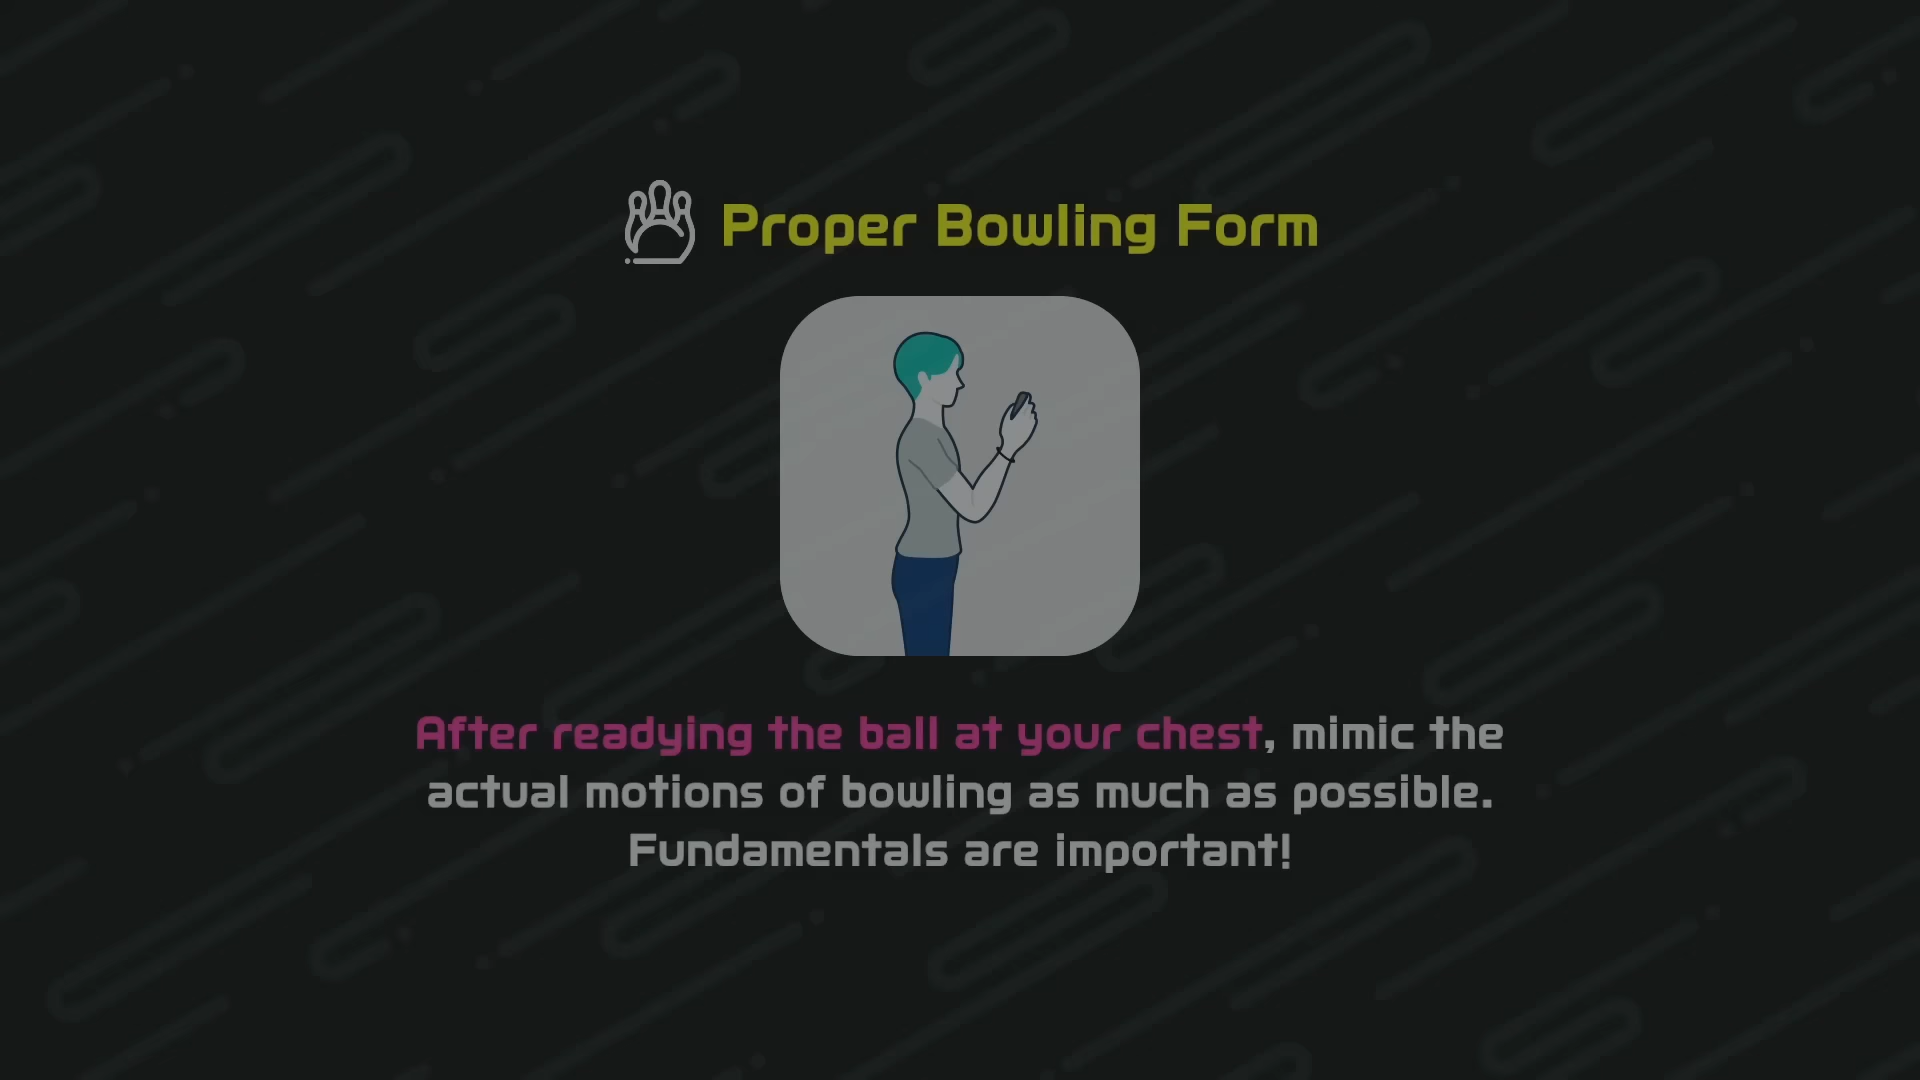 Proper Bowling Form
After readying the ball at your chest, mimic the
actual motions of bowling as much as possible.
Fundamentals are important!